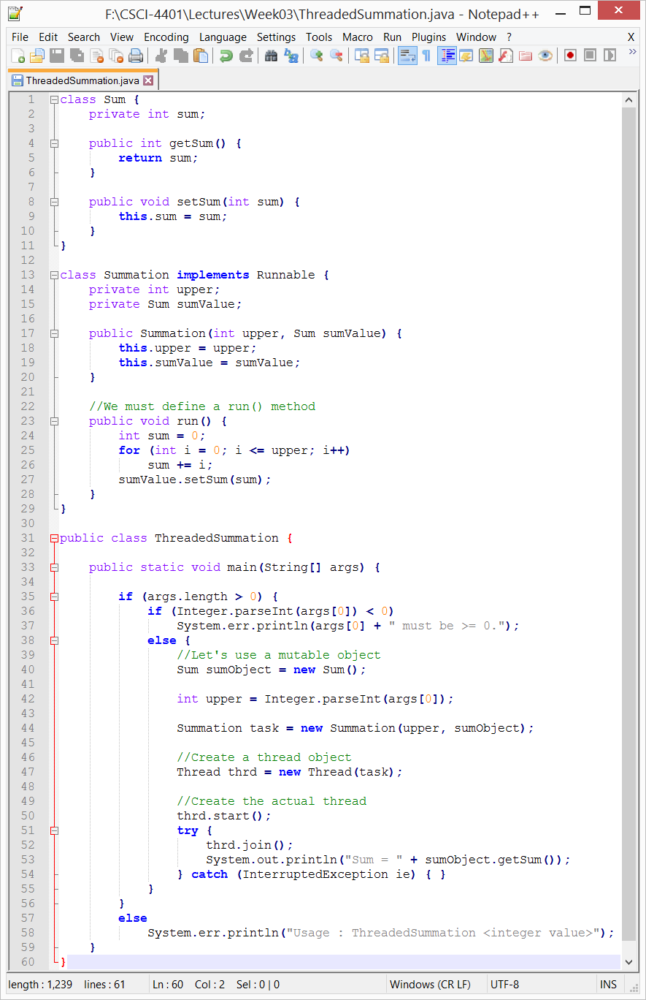 F:\CSCI-4401\Lectures\Week03\ThreadedSummation.java - Notepad++
File Edit Search View Encoding Language Settings Tools Macro Run Plugins Window ? X
ThreadedSummation.java
1 class Sum {
2     private int sum;
3
4     public int getSum() {
5         return sum;
6     }
7
8     public void setSum(int sum) {
9         this.sum = sum;
10     }
11 }
12
13 class Summation implements Runnable {
14     private int upper;
15     private Sum sumValue;
16
17     public Summation(int upper, Sum sumValue) {
18         this.upper = upper;
19         this.sumValue = sumValue;
20     }
21
22     //We must define a run() method
23     public void run() {
24         int sum = 0;
25         for (int i = 0; i <= upper; i++)
26             sum += i;
27         sumValue.setSum(sum);
28     }
29 }
30
31 public class ThreadedSummation {
32
33     public static void main(String[] args) {
34
35         if (args.length > 0) {
36             if (Integer.parseInt(args[0]) < 0)
37                 System.err.println(args[0] + " must be >= 0.");
38             else {
39                 //Let's use a mutable object
40                 Sum sumObject = new Sum();
41
42                 int upper = Integer.parseInt(args[0]);
43
44                 Summation task = new Summation(upper, sumObject);
45
46                 //Create a thread object
47                 Thread thrd = new Thread(task);
48
49                 //Create the actual thread
50                 thrd.start();
51                 try {
52                     thrd.join();
53                     System.out.println("Sum = " + sumObject.getSum());
54                 } catch (InterruptedException ie) { }
55             }
56         }
57         else
58             System.err.println("Usage : ThreadedSummation <integer value>");
59     }
60 }
length : 1,239 lines : 61 Ln : 60 Col : 2 Sel : 0 | 0 Windows (CR LF) UTF-8 INS